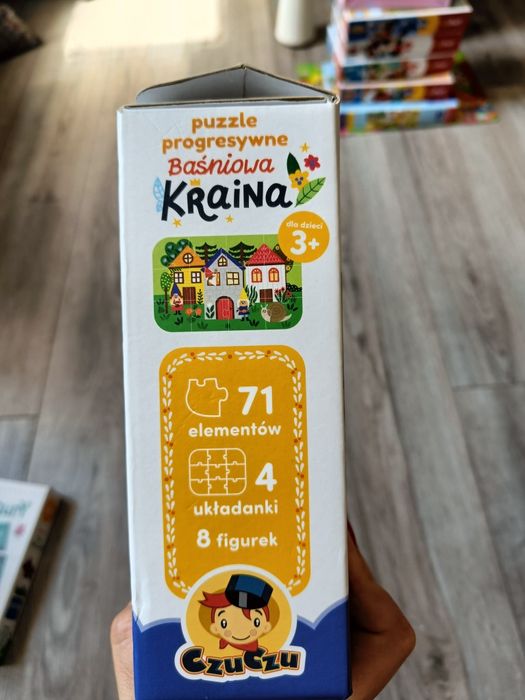 puzzle
progresywne
Baśniowa
KRaiNa
dla dzieci
3+
71
elementów
4
układanki
8 figurek
CzuCzu